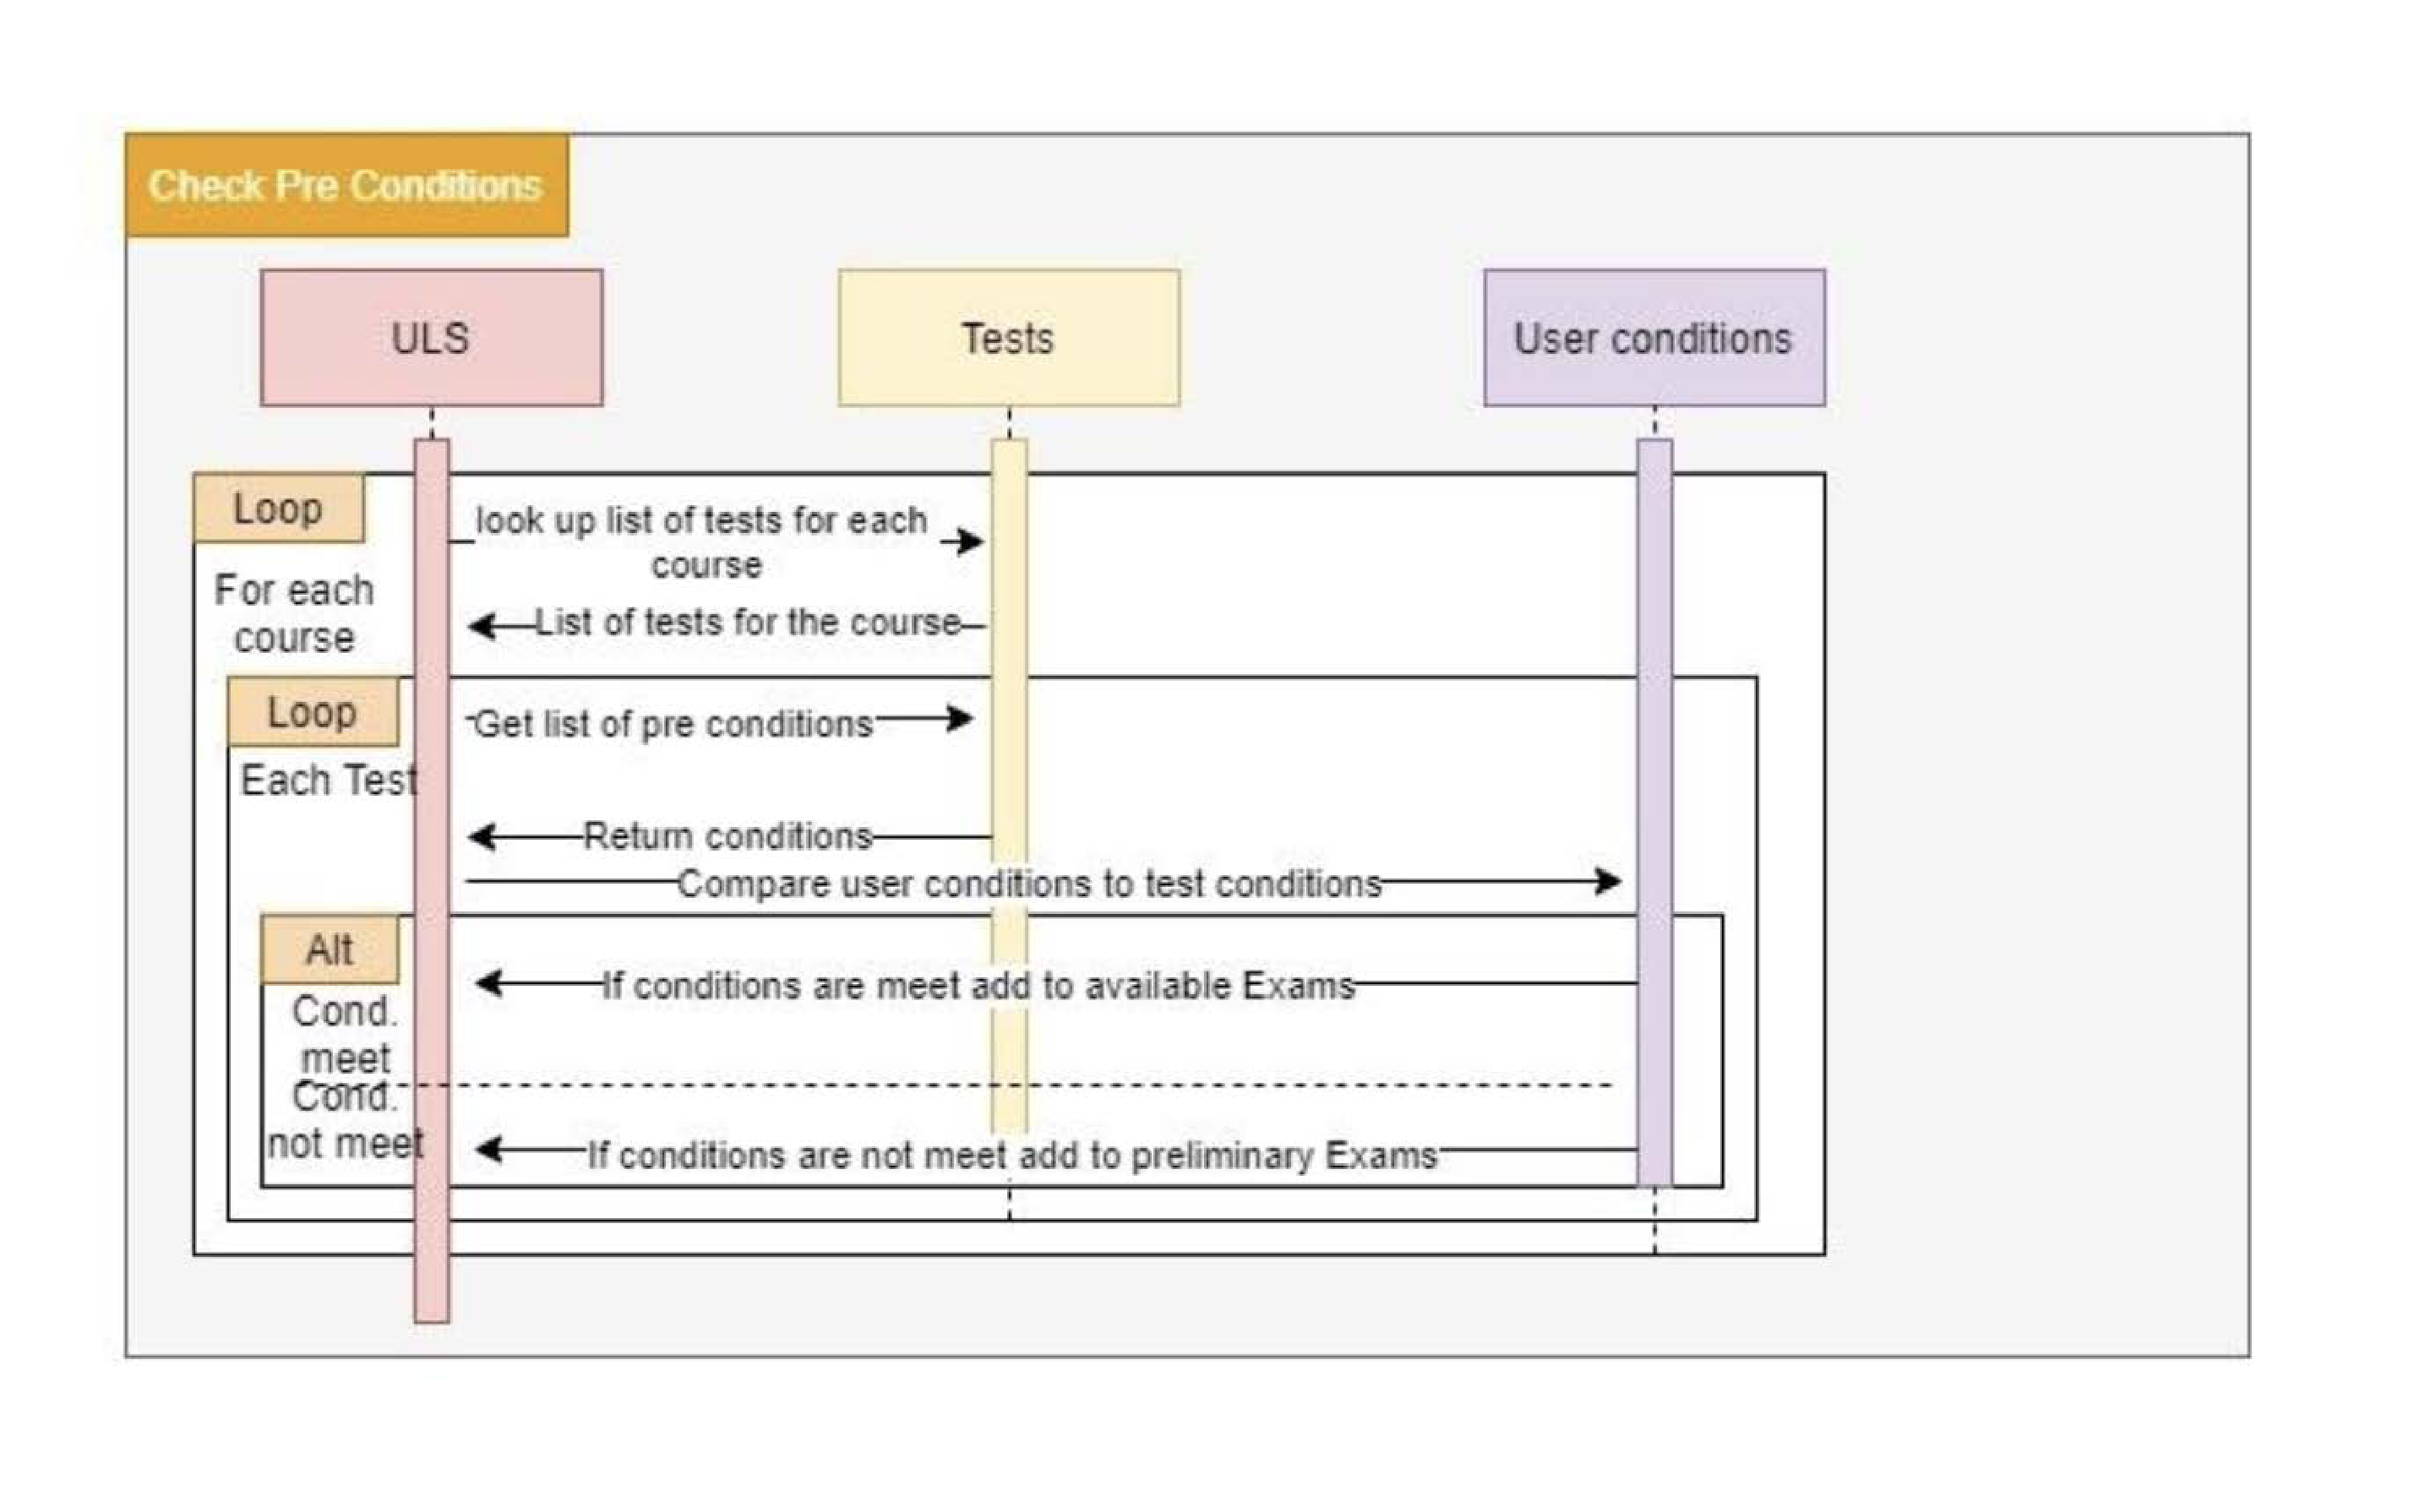 Check Pre Conditions
ULS
Tests
User conditions
Loop
look up list of tests for each
course
For each
course
List of tests for the course
Loop
Get list of pre conditions
Each Test
Return conditions
Compare user conditions to test conditions
Alt
If conditions are meet add to available Exams
Cond.
meet
Cond.
not meet
If conditions are not meet add to preliminary Exams